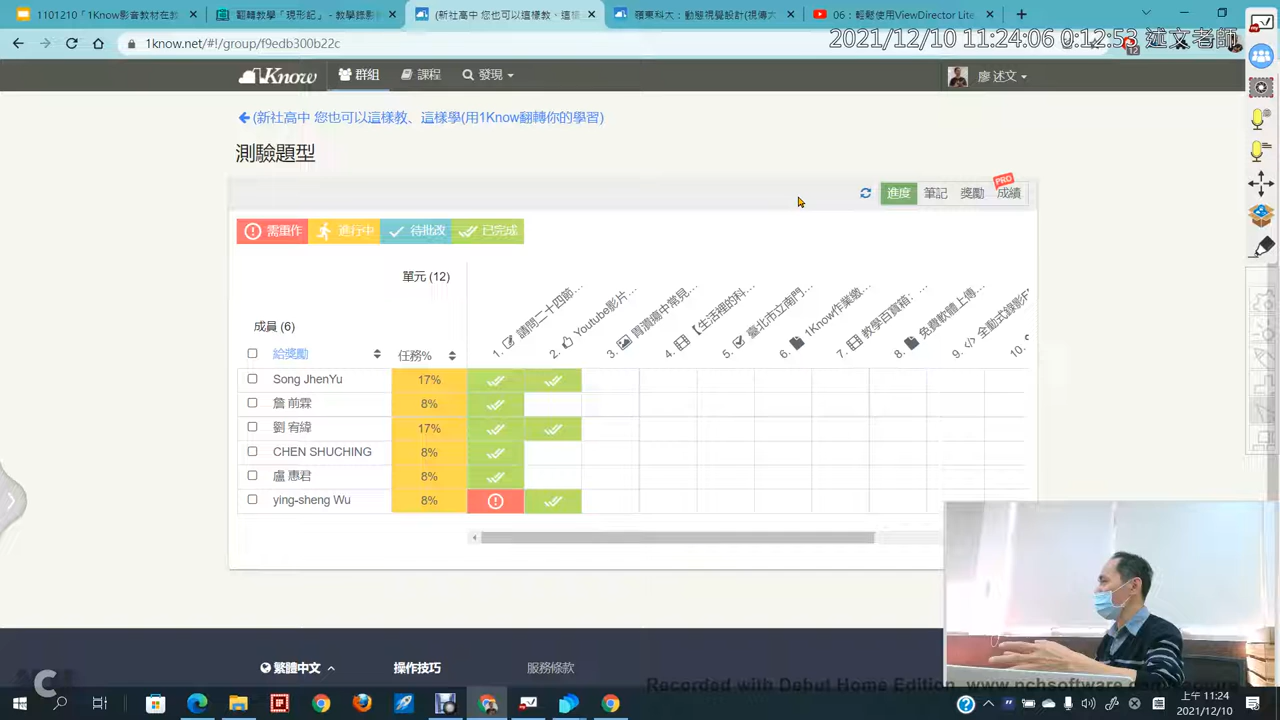 1101210「1Know影音教材在教
翻轉教學「現形記」 - 教學錄影
(新社高中 您也可以這樣教、這樣
嶺東科大：動態視覺設計(視傳大
06：輕鬆使用ViewDirector Lite
1know.net/#!/group/f9edb300b22c
2021/12/10 11:24:06 0:12:53 述文老師
1Know
群組
課程
發現
廖 述文
(新社高中 您也可以這樣教、這樣學(用1Know翻轉你的學習)
測驗題型
進度
筆記
獎勵
成績
PRO
需重作
進行中
待批改
已完成
單元 (12)
成員 (6)
給獎勵
任務%
1. 請問二十四節...
2. Youtube影片...
3. 胃潰瘍中常見...
4. 【生活裡的科...
5. 臺北市立南門...
6. 1Know作業繳...
7. 教學百寶箱：...
8. 免費軟體上傳...
9. 全動式錄影F
10.
Song JhenYu 17%
詹 前霖 8%
劉 宥緯 17%
CHEN SHUCHING 8%
盧 惠君 8%
ying-sheng Wu 8%
繁體中文
操作技巧
服務條款
Recorded with Debut Home Edition. www.nchsoftware.com
上午 11:24
2021/12/10